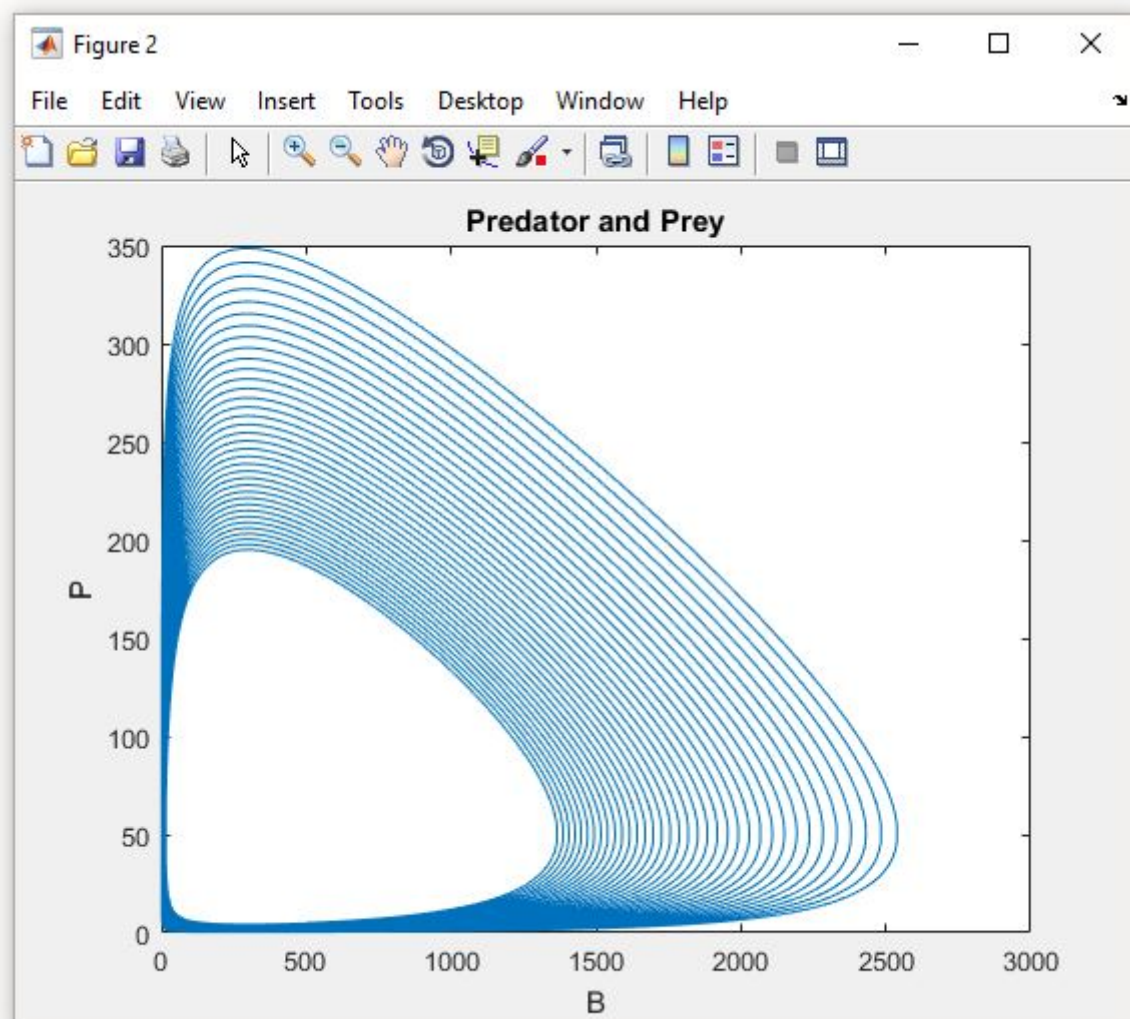 Figure 2
File Edit View Insert Tools Desktop Window Help
Predator and Prey
350
300
250
200
150
100
50
0
P
0 500 1000 1500 2000 2500 3000
B